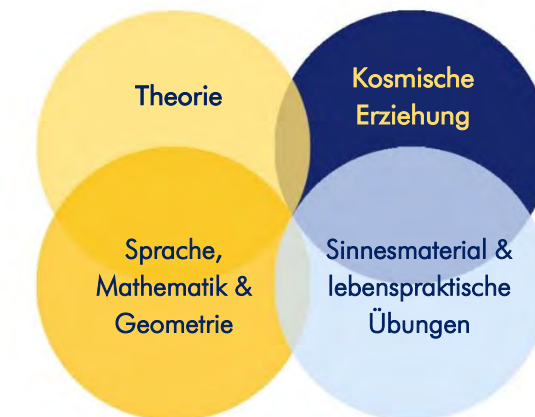 Theorie
Kosmische
Erziehung
Sprache,
Mathematik &
Geometrie
Sinnesmaterial &
lebenspraktische
Übungen